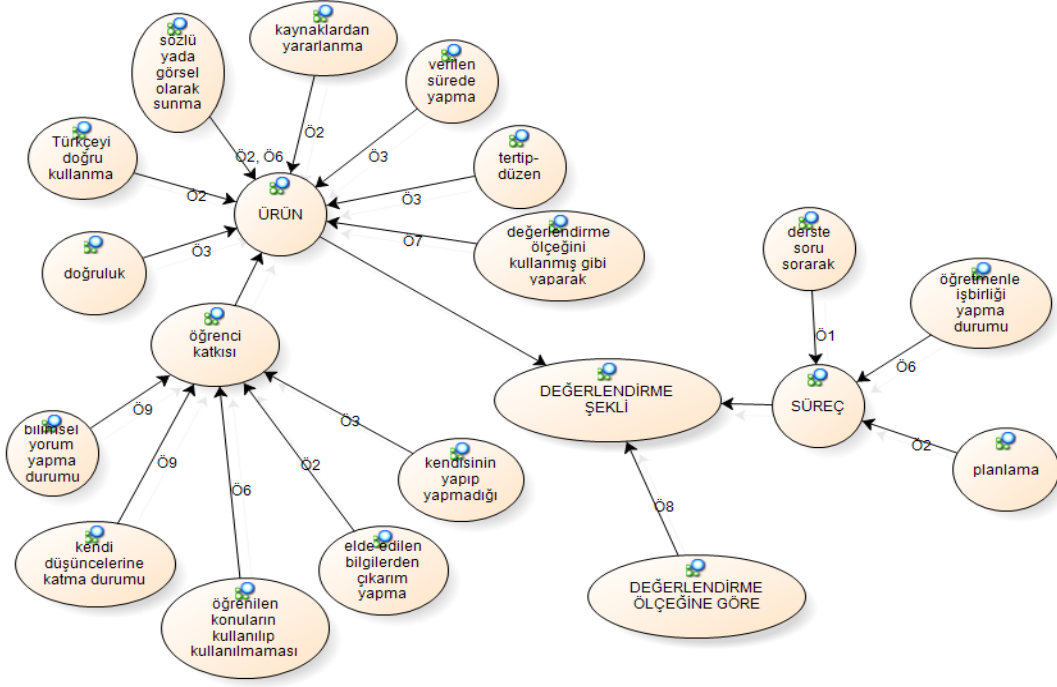 sözlü
yada
görsel
olarak
sunma
kaynaklardan
yararlanma
verilen
sürede
yapma
Türkçeyi
doğru
kullanma
tertip-
düzen
Ö2, Ö6
Ö2
Ö3
Ö2
Ö3
ÜRÜN
Ö7
değerlendirme
ölçeğini
kullanmış gibi
yaparak
doğruluk
Ö3
derste
soru
sorarak
öğretmenle
işbirliği
yapma
durumu
öğrenci
katkısı
Ö1
Ö6
DEĞERLENDİRME
ŞEKLİ
SÜREÇ
Ö2
planlama
bilimsel
yorum
yapma
durumu
Ö9
Ö9
Ö6
Ö2
Ö3
kendisinin
yapıp
yapmadığı
kendi
düşüncelerine
katma durumu
öğrenilen
konuların
kullanılıp
kullanılmaması
elde edilen
bilgilerden
çıkarım
yapma
Ö8
DEĞERLENDİRME
ÖLÇEĞİNE GÖRE